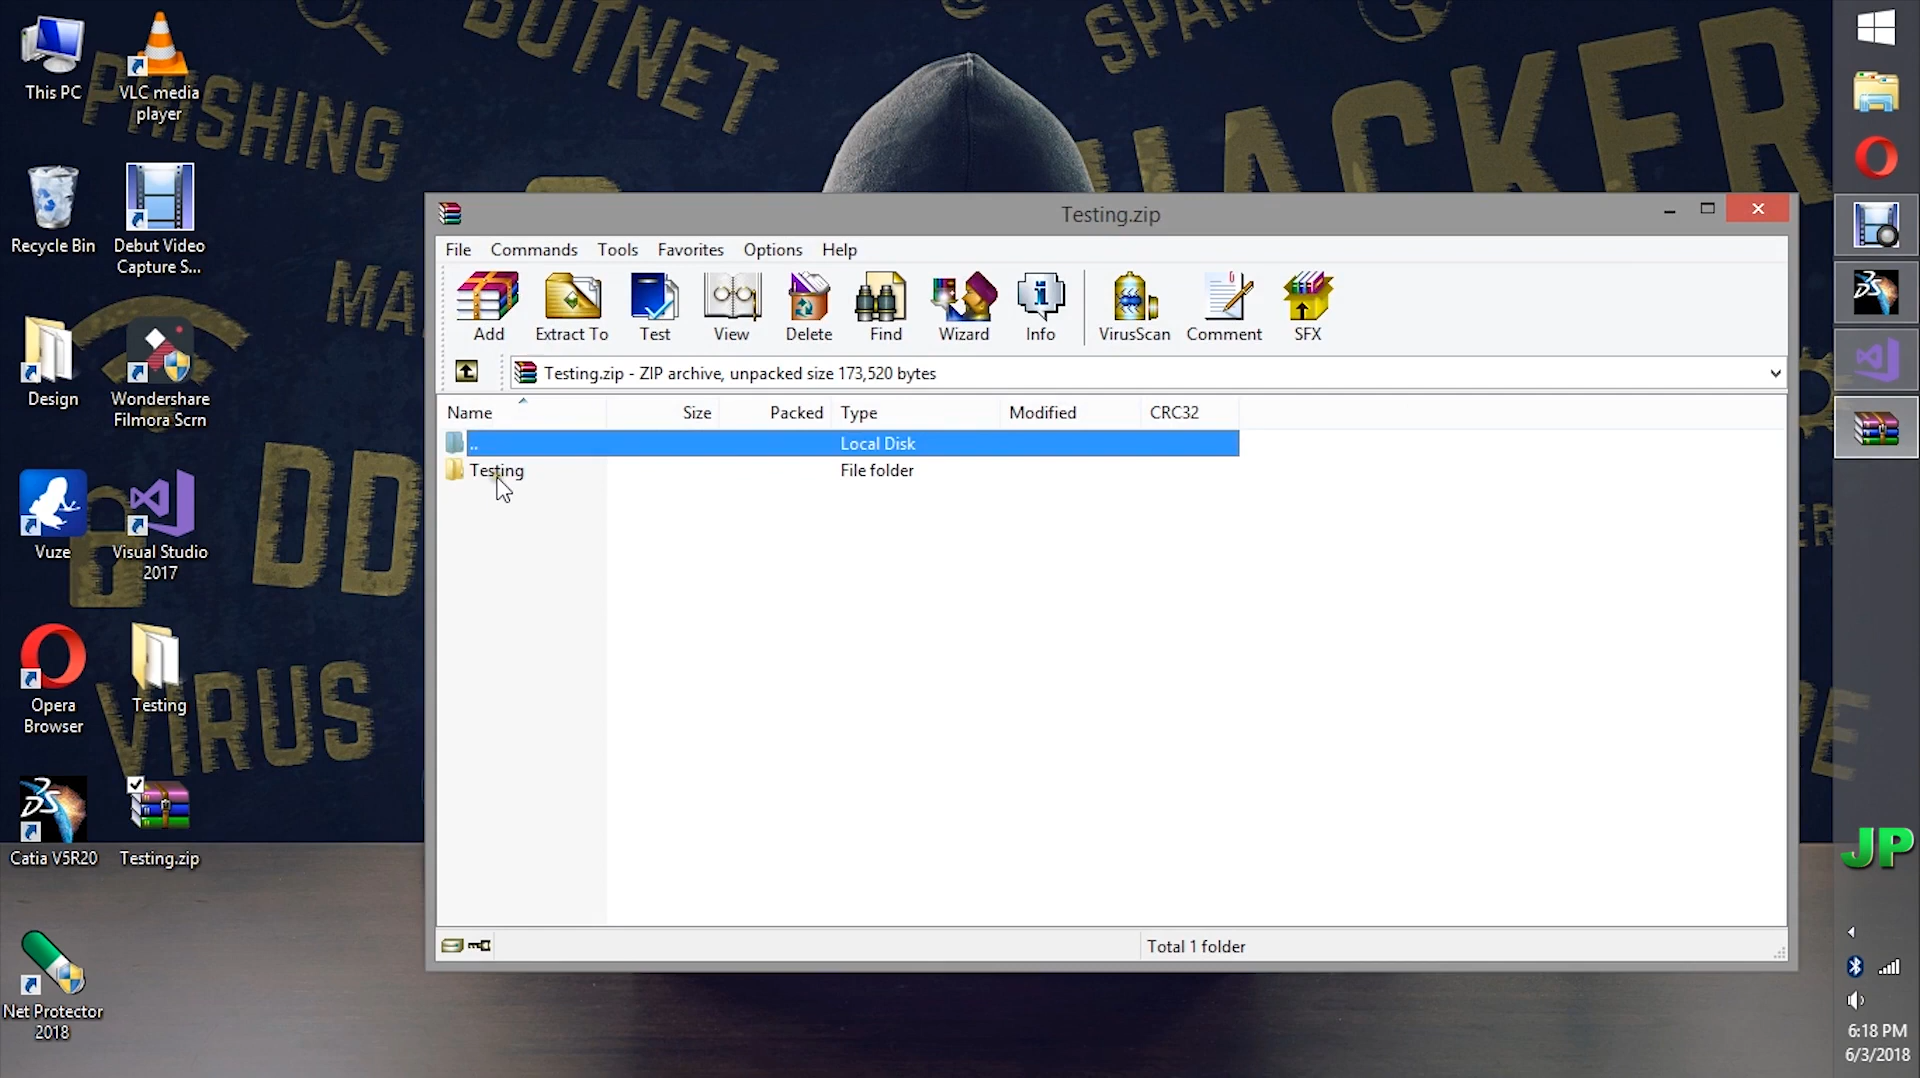 This PC
VLC media
player
Recycle Bin
Debut Video
Capture S...
Design
Wondershare
Filmora Scrn
Vuze
Visual Studio
2017
Opera
Browser
Testing
Catia V5R20
Testing.zip
Net Protector
2018
PHISHING
BOTNET
SPAM
HACKER
MA
DD
VIRUS
Testing.zip
File Commands Tools Favorites Options Help
Add Extract To Test View Delete Find Wizard Info VirusScan Comment SFX
Testing.zip - ZIP archive, unpacked size 173,520 bytes
Name Size Packed Type Modified CRC32
.. Local Disk
Testing File folder
Total 1 folder
JP
6:18 PM
6/3/2018